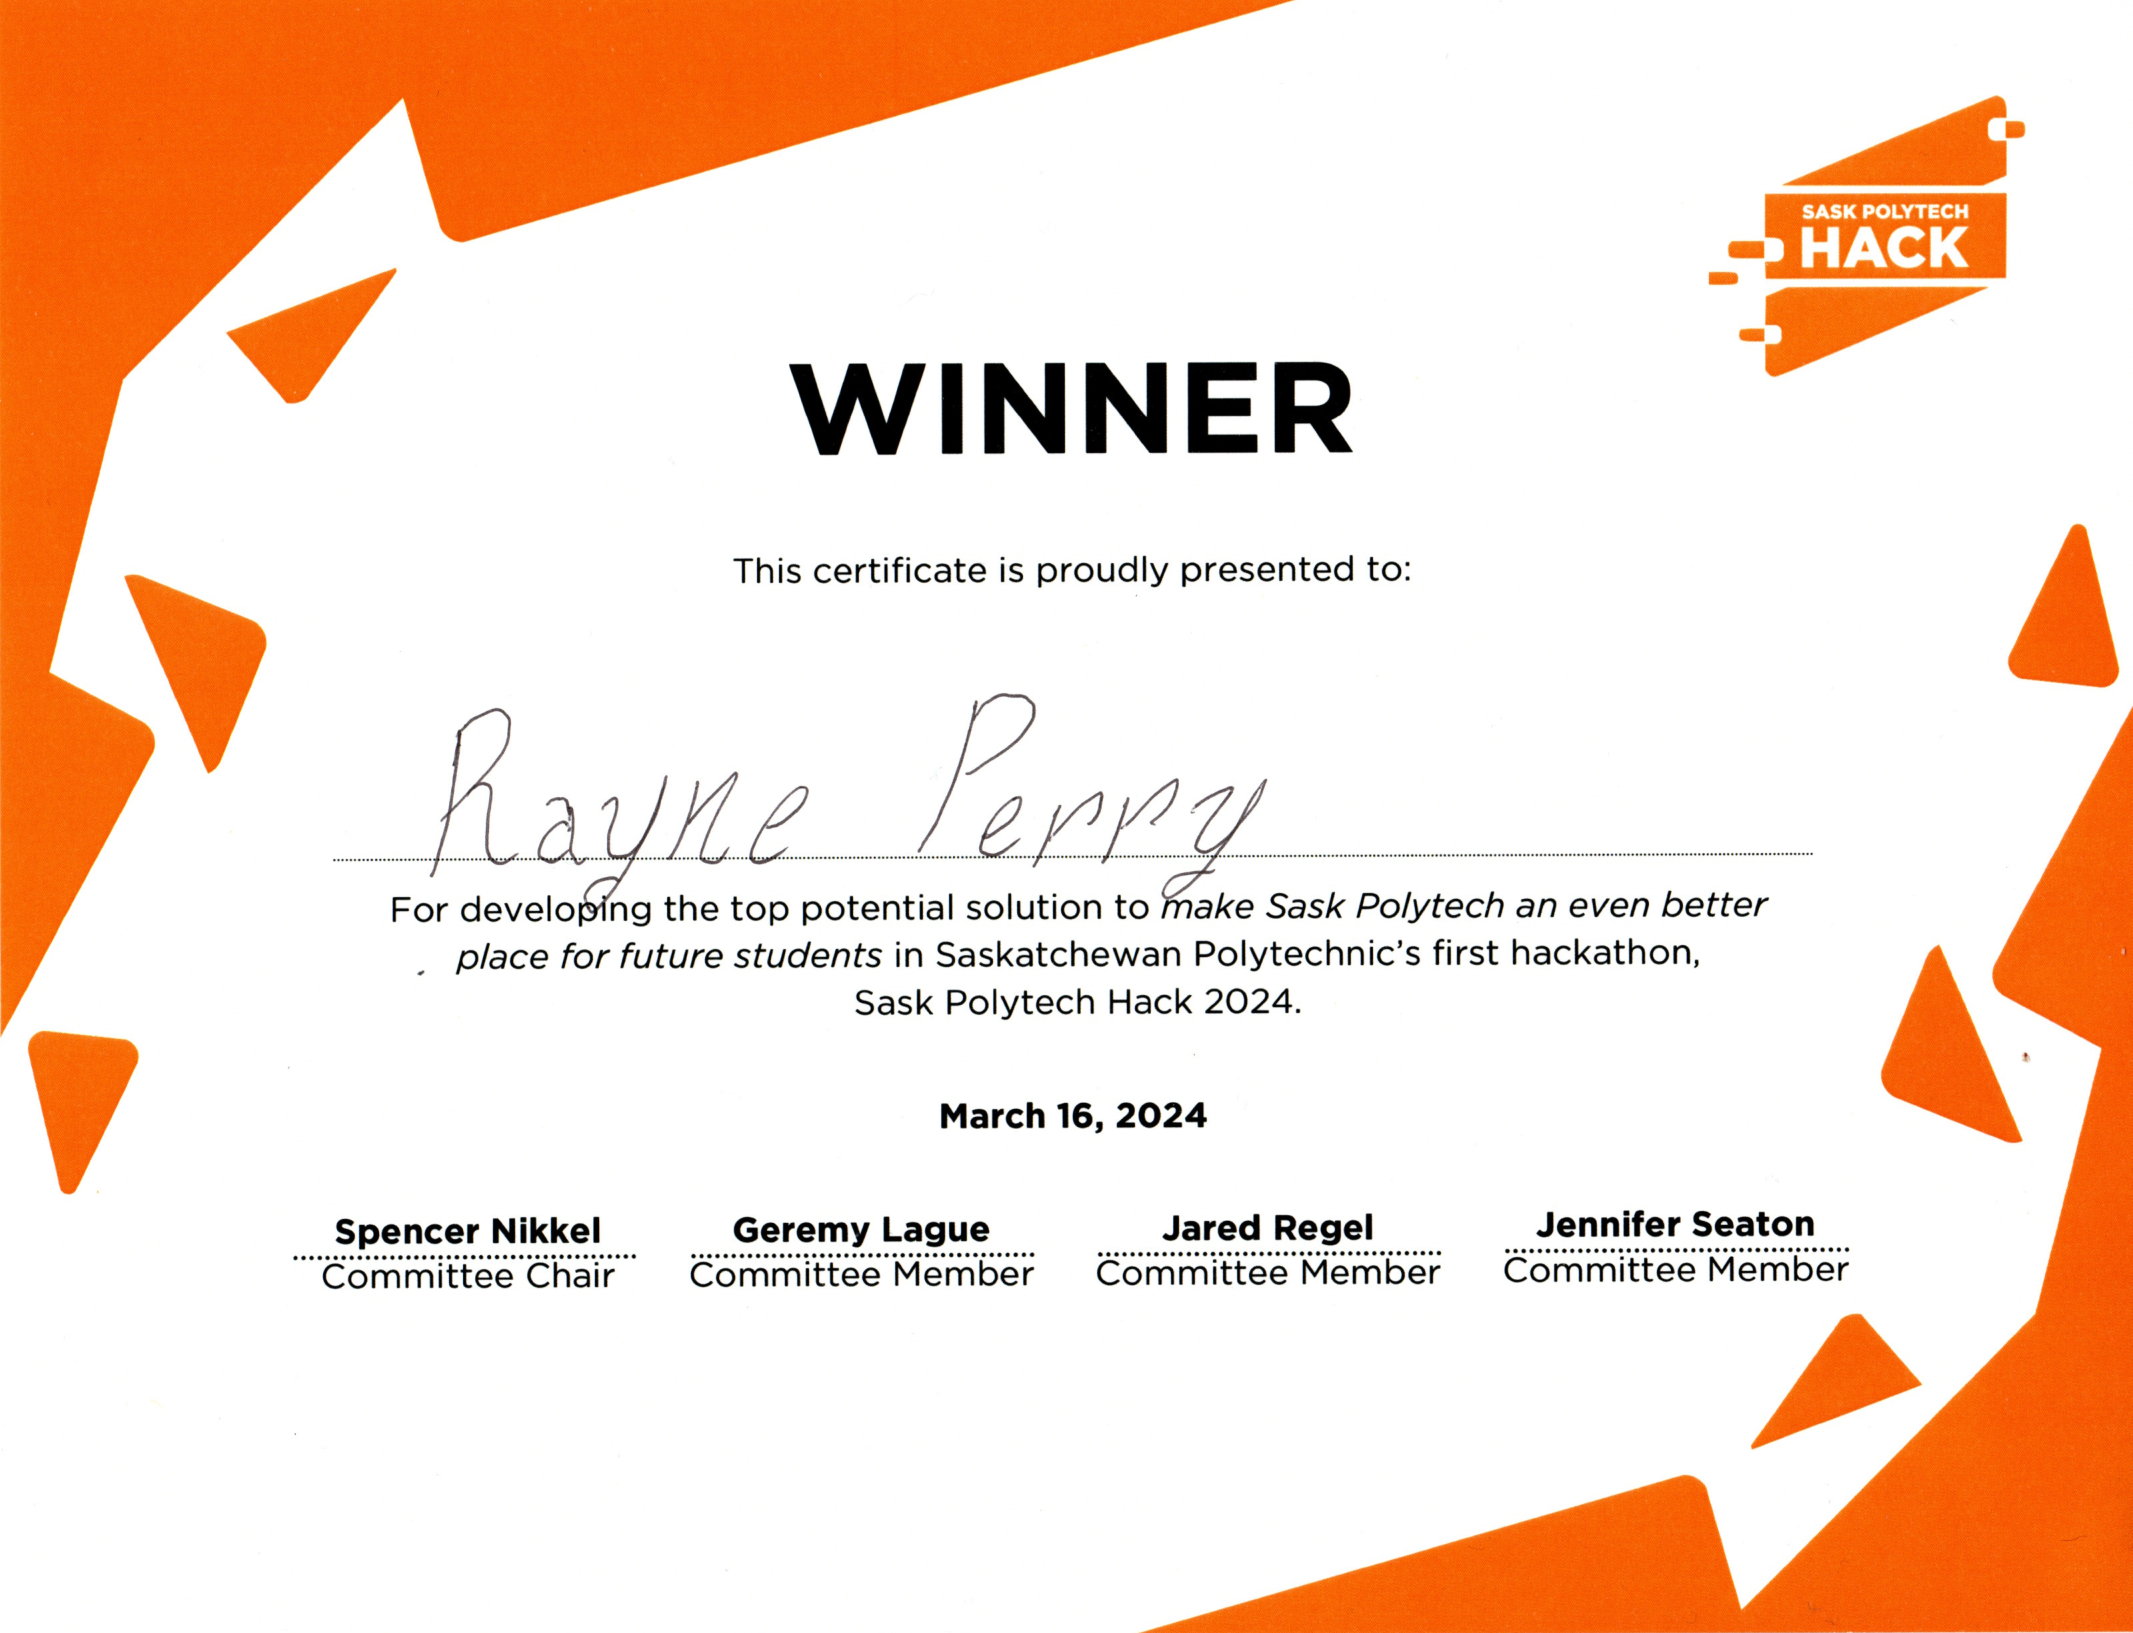 SASK POLYTECH
HACK
WINNER
This certificate is proudly presented to:
Rayne Perry
For developing the top potential solution to make Sask Polytech an even better
place for future students in Saskatchewan Polytechnic's first hackathon,
Sask Polytech Hack 2024.
March 16, 2024
Spencer Nikkel
Committee Chair
Geremy Lague
Committee Member
Jared Regel
Committee Member
Jennifer Seaton
Committee Member